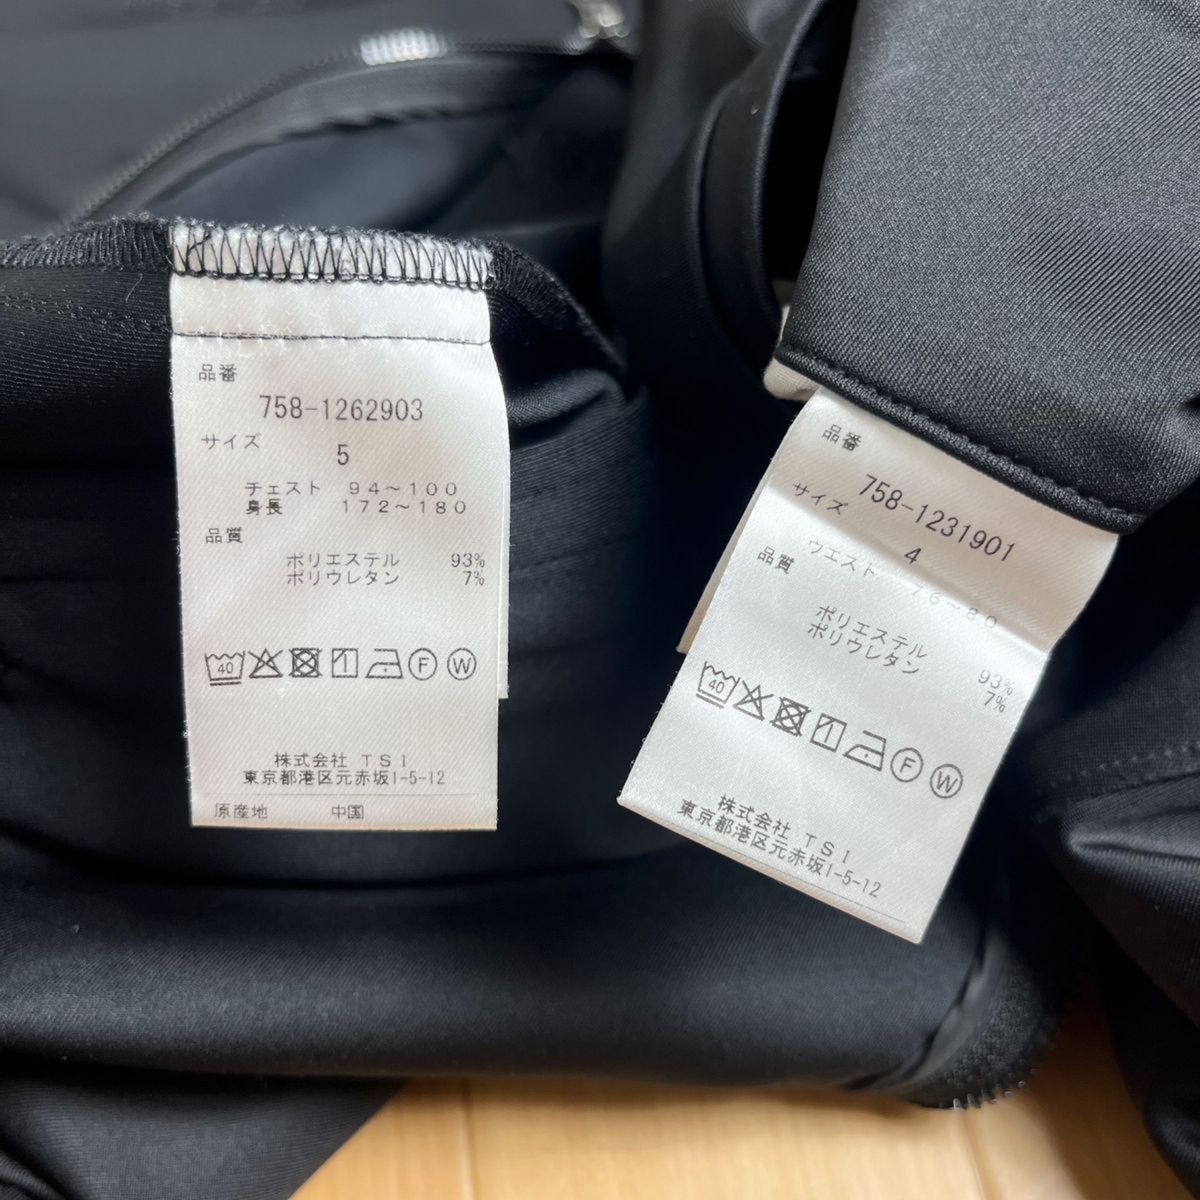 品番
758-1262903
サイズ
5
チェスト 94～100
身長 172～180
品質
ポリエステル 93%
ポリウレタン 7%
40 F W
株式会社 TSI
東京都港区元赤坂1-5-12
原産地 中国
品番
758-1231901
サイズ
4
ウエスト 76～80
品質
ポリエステル 93%
ポリウレタン 7%
40 F W
株式会社 TSI
東京都港区元赤坂1-5-12